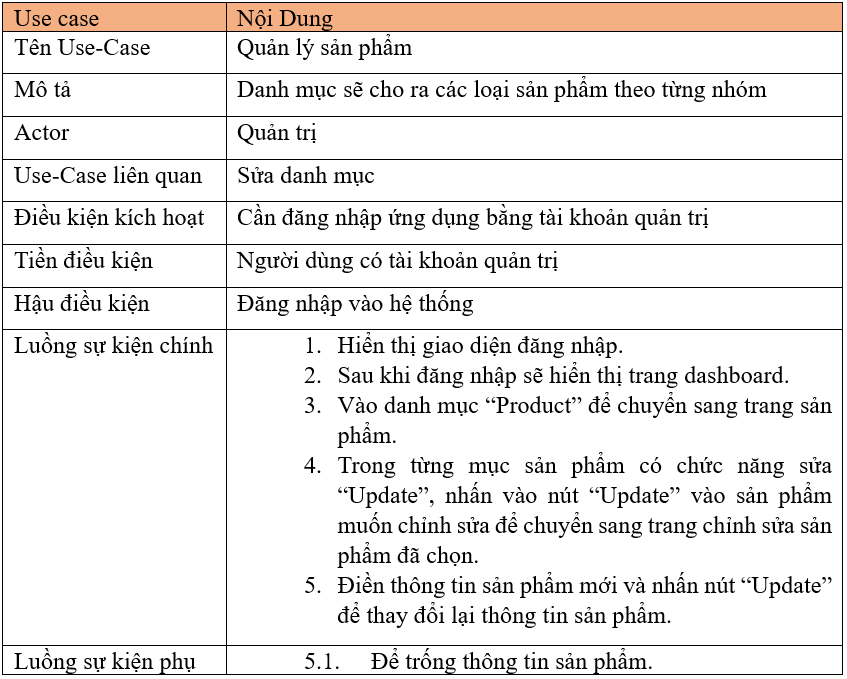 Use case Nội Dung
Tên Use-Case Quản lý sản phẩm
Mô tả Danh mục sẽ cho ra các loại sản phẩm theo từng nhóm
Actor Quản trị
Use-Case liên quan Sửa danh mục
Điều kiện kích hoạt Cần đăng nhập ứng dụng bằng tài khoản quản trị
Tiền điều kiện Người dùng có tài khoản quản trị
Hậu điều kiện Đăng nhập vào hệ thống
Luồng sự kiện chính 1. Hiển thị giao diện đăng nhập.
2. Sau khi đăng nhập sẽ hiển thị trang dashboard.
3. Vào danh mục “Product” để chuyển sang trang sản
phẩm.
4. Trong từng mục sản phẩm có chức năng sửa
“Update”, nhấn vào nút “Update” vào sản phẩm
muốn chỉnh sửa để chuyển sang trang chỉnh sửa sản
phẩm đã chọn.
5. Điền thông tin sản phẩm mới và nhấn nút “Update”
để thay đổi lại thông tin sản phẩm.
Luồng sự kiện phụ 5.1. Để trống thông tin sản phẩm.